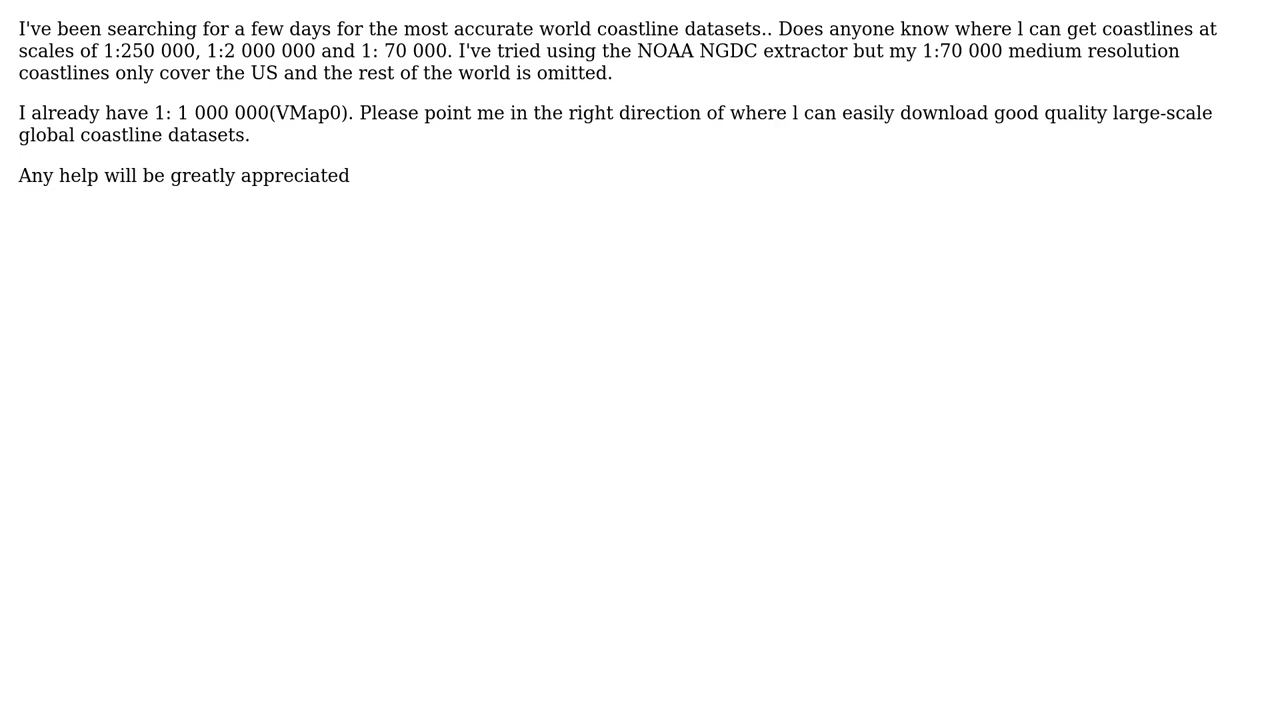 I've been searching for a few days for the most accurate world coastline datasets.. Does anyone know where l can get coastlines at
scales of 1:250 000, 1:2 000 000 and 1: 70 000. I've tried using the NOAA NGDC extractor but my 1:70 000 medium resolution
coastlines only cover the US and the rest of the world is omitted.
I already have 1: 1 000 000(VMap0). Please point me in the right direction of where l can easily download good quality large-scale
global coastline datasets.
Any help will be greatly appreciated